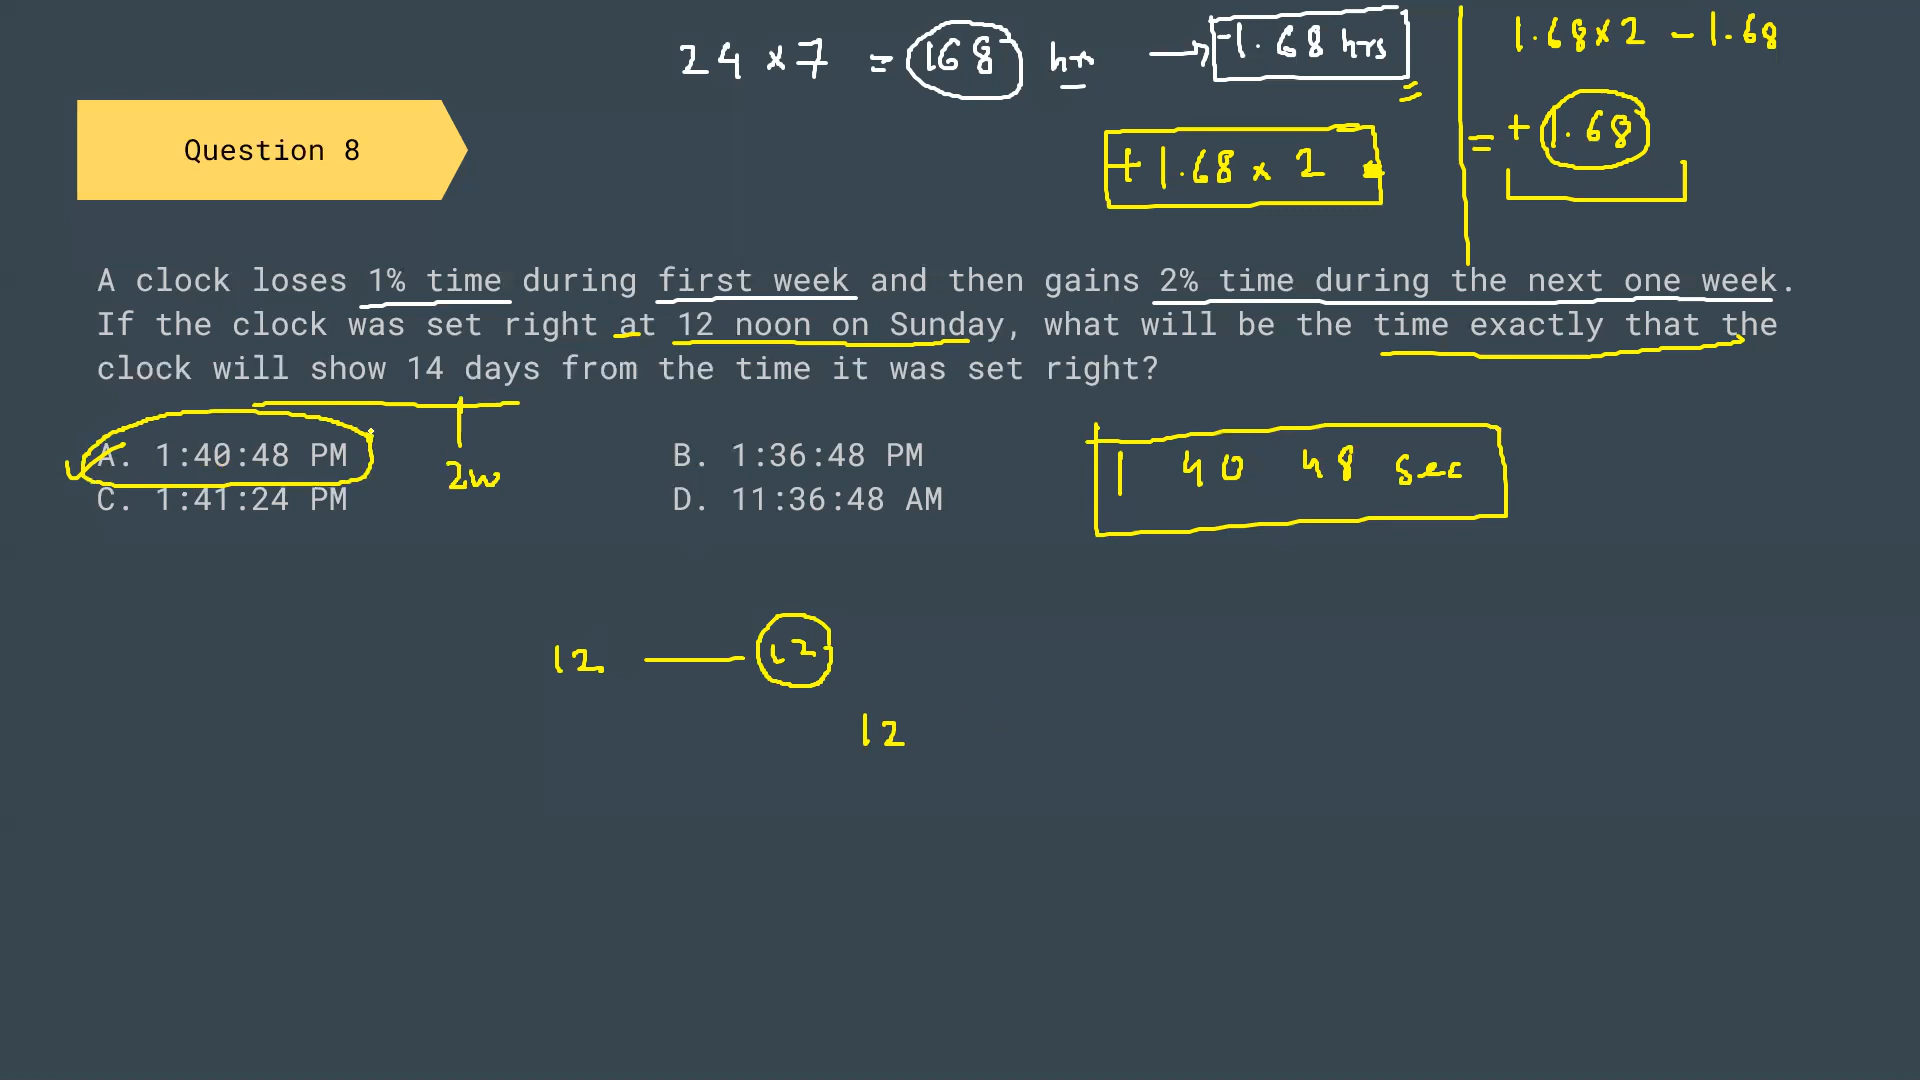 24 × 7 = 168 hrs → -1.68 hrs
1.68×2 - 1.68
= + 1.68
+ 1.68 × 2
Question 8
A clock loses 1% time during first week and then gains 2% time during the next one week.
If the clock was set right at 12 noon on Sunday, what will be the time exactly that the
clock will show 14 days from the time it was set right?
A. 1:40:48 PM
B. 1:36:48 PM
C. 1:41:24 PM
D. 11:36:48 AM
2w
1 40 48 sec
12 — 12
12